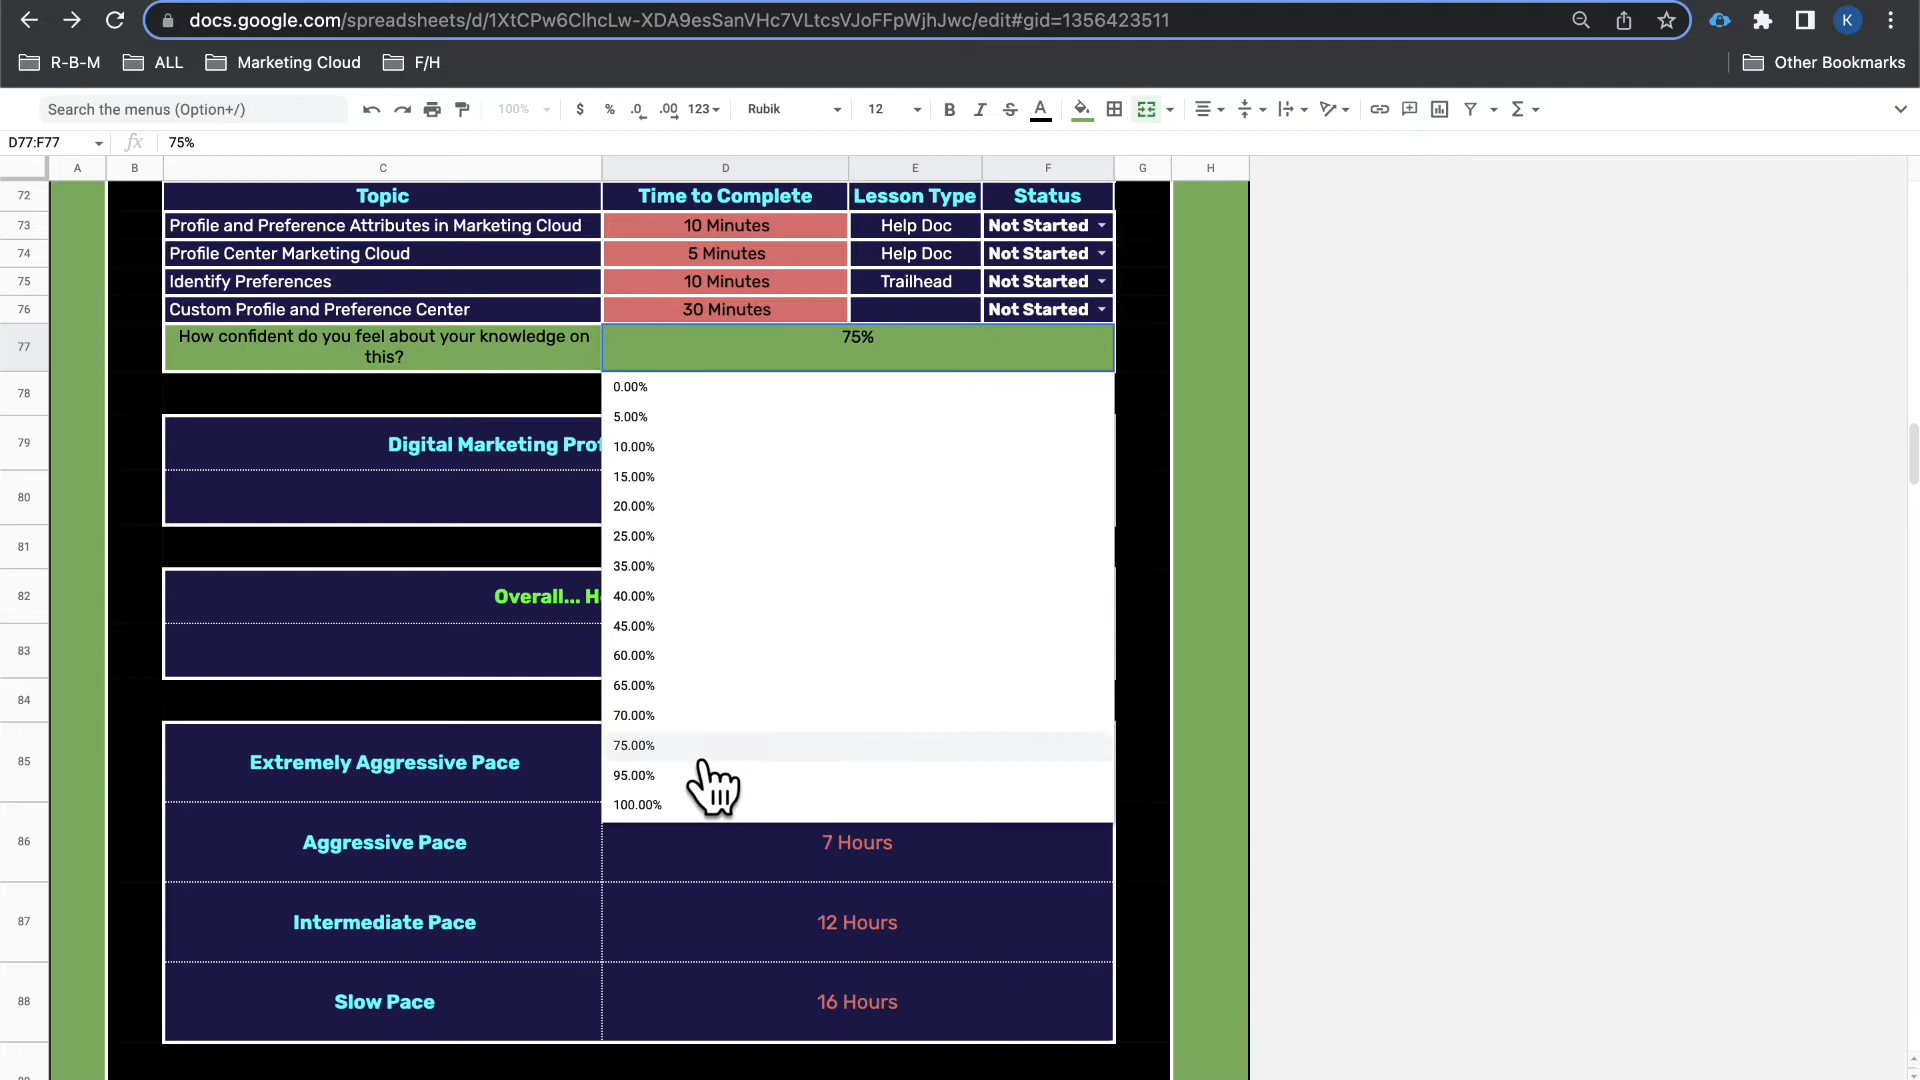 docs.google.com/spreadsheets/d/1XtCPw6ClhcLw-XDA9esSanVHc7VLtcsVJoFFpWjhJwc/edit#gid=1356423511
K
R-B-M ALL Marketing Cloud F/H Other Bookmarks
Search the menus (Option+/) 100% $ % .0 .00 123 Rubik 12 B I S A Σ
D77:F77 fx 75%
A B C D E F G H
72 Topic Time to Complete Lesson Type Status
73 Profile and Preference Attributes in Marketing Cloud 10 Minutes Help Doc Not Started
74 Profile Center Marketing Cloud 5 Minutes Help Doc Not Started
75 Identify Preferences 10 Minutes Trailhead Not Started
76 Custom Profile and Preference Center 30 Minutes Not Started
77 How confident do you feel about your knowledge on this? 75%
0.00%
78
5.00%
10.00%
79 Digital Marketing Prof
15.00%
80
20.00%
25.00%
81
35.00%
82 Overall... H
40.00%
45.00%
83
60.00%
65.00%
84
70.00%
75.00%
85 Extremely Aggressive Pace
95.00%
100.00%
86 Aggressive Pace 7 Hours
87 Intermediate Pace 12 Hours
88 Slow Pace 16 Hours